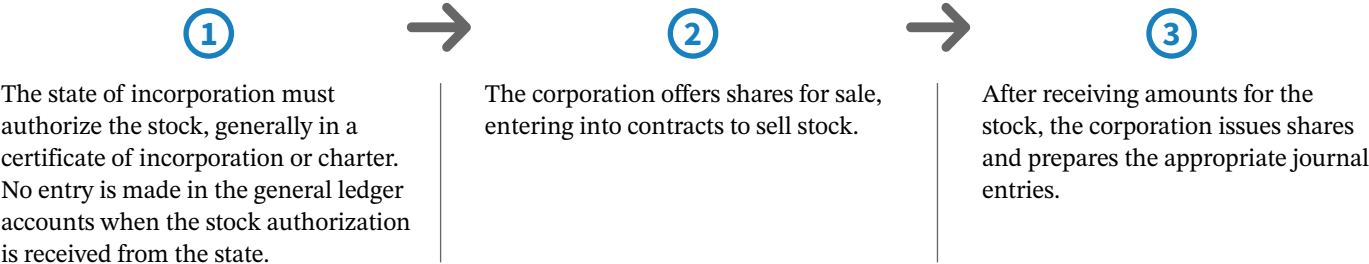 1
The state of incorporation must
authorize the stock, generally in a
certificate of incorporation or charter.
No entry is made in the general ledger
accounts when the stock authorization
is received from the state.
2
The corporation offers shares for sale,
entering into contracts to sell stock.
3
After receiving amounts for the
stock, the corporation issues shares
and prepares the appropriate journal
entries.